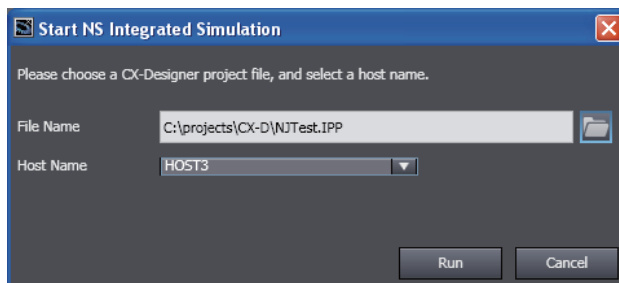 Start NS Integrated Simulation
Please choose a CX-Designer project file, and select a host name.
File Name
C:\projects\CX-D\NJTest.IPP
Host Name
HOST3
Run Cancel